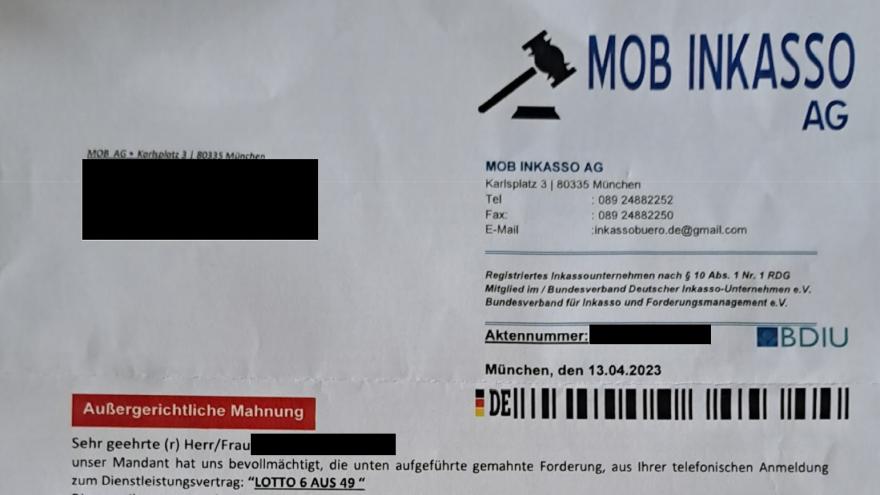 MOB INKASSO
AG
MOB AG • Karlsplatz 3 | 80335 München
MOB INKASSO AG
Karlsplatz 3 | 80335 München
Tel : 089 24882252
Fax: : 089 24882250
E-Mail :inkassobuero.de@gmail.com
Registriertes Inkassounternehmen nach § 10 Abs. 1 Nr. 1 RDG
Mitglied im / Bundesverband Deutscher Inkasso-Unternehmen e.V.
Bundesverband für Inkasso und Forderungsmanagement e.V.
Aktennummer:
BDIU
München, den 13.04.2023
DE
Außergerichtliche Mahnung
Sehr geehrte (r) Herr/Frau
unser Mandant hat uns bevollmächtigt, die unten aufgeführte gemahnte Forderung, aus Ihrer telefonischen Anmeldung
zum Dienstleistungsvertrag: “LOTTO 6 AUS 49 “